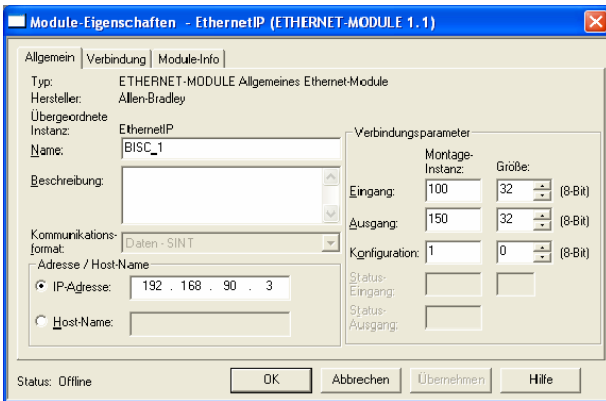 Module-Eigenschaften - EthernetIP (ETHERNET-MODULE 1.1)
Allgemein Verbindung Module-Info
Typ: ETHERNET-MODULE Allgemeines Ethernet-Module
Hersteller: Allen-Bradley
Übergeordnete
Instanz: EthernetIP
Name: BISC_1
Beschreibung:
Kommunikations-
format: Daten - SINT
Adresse / Host-Name
IP-Adresse: 192 . 168 . 90 . 3
Host-Name:
Verbindungsparameter
Montage-
Instanz: Größe:
Eingang: 100 32 (8-Bit)
Ausgang: 150 32 (8-Bit)
Konfiguration: 1 0 (8-Bit)
Status-
Eingang:
Status-
Ausgang:
Status: Offline OK Abbrechen Übernehmen Hilfe